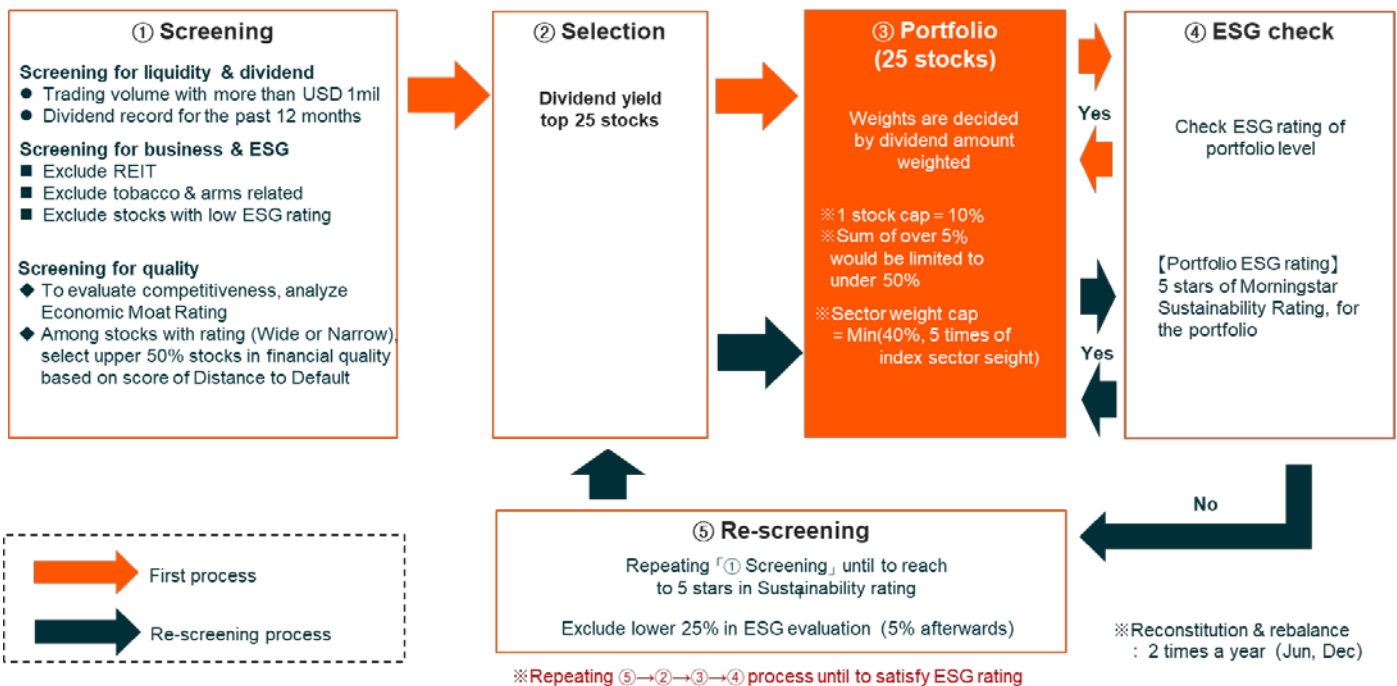 ① Screening
Screening for liquidity & dividend
● Trading volume with more than USD 1mil
● Dividend record for the past 12 months
Screening for business & ESG
■ Exclude REIT
■ Exclude tobacco & arms related
■ Exclude stocks with low ESG rating
Screening for quality
◆ To evaluate competitiveness, analyze
Economic Moat Rating
◆ Among stocks with rating (Wide or Narrow),
select upper 50% stocks in financial quality
based on score of Distance to Default
② Selection
Dividend yield
top 25 stocks
③ Portfolio
(25 stocks)
Weights are decided
by dividend amount
weighted
※1 stock cap = 10%
※Sum of over 5%
would be limited to
under 50%
※Sector weight cap
= Min(40%, 5 times of
index sector seight)
Yes
Yes
④ ESG check
Check ESG rating of
portfolio level
【Portfolio ESG rating】
5 stars of Morningstar
Sustainability Rating, for
the portfolio
No
⑤ Re-screening
Repeating「① Screening」until to reach
to 5 stars in Sustainability rating
Exclude lower 25% in ESG evaluation (5% afterwards)
※Repeating ⑤→②→③→④ process until to satisfy ESG rating
First process
Re-screening process
※Reconstitution & rebalance
: 2 times a year (Jun, Dec)